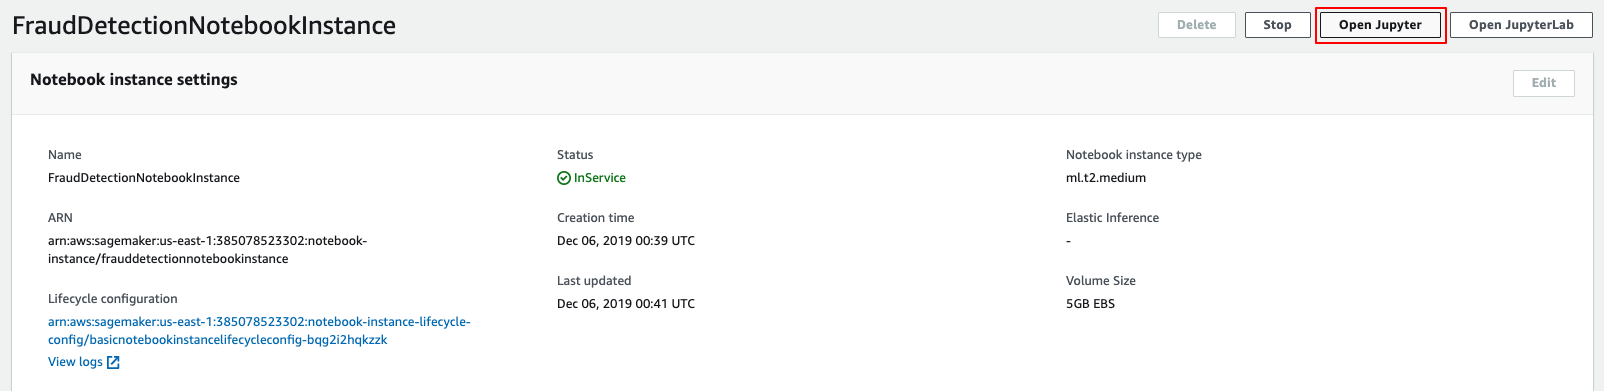 FraudDetectionNotebookInstance
Delete
Stop
Open Jupyter
Open JupyterLab
Notebook instance settings
Edit
Name
FraudDetectionNotebookInstance
ARN
arn:aws:sagemaker:us-east-1:385078523302:notebook-
instance/frauddetectionnotebookinstance
Lifecycle configuration
arn:aws:sagemaker:us-east-1:385078523302:notebook-instance-lifecycle-
config/basicnotebookinstancelifecycleconfig-bqg2i2hqkzzk
View logs
Status
InService
Creation time
Dec 06, 2019 00:39 UTC
Last updated
Dec 06, 2019 00:41 UTC
Notebook instance type
ml.t2.medium
Elastic Inference
-
Volume Size
5GB EBS